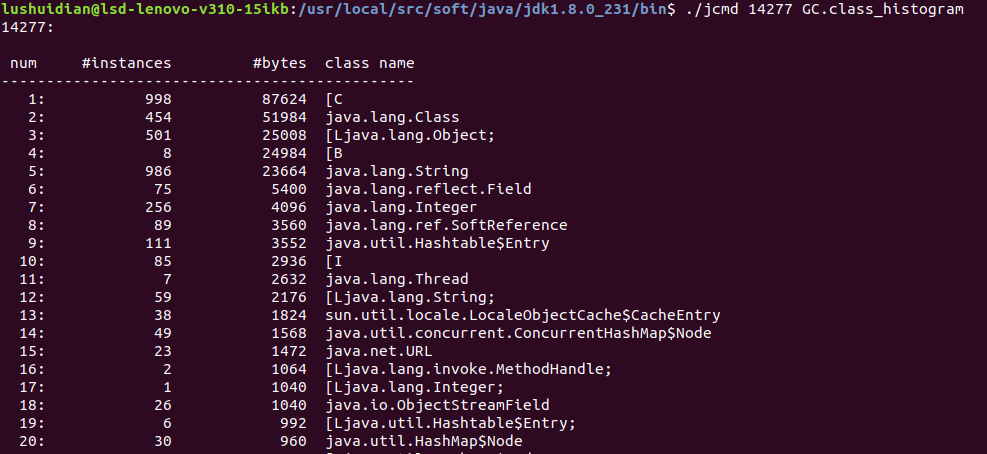 lushuidian@lsd-lenovo-v310-15ikb:/usr/local/src/soft/java/jdk1.8.0_231/bin$ ./jcmd 14277 GC.class_histogram
14277:
 num     #instances         #bytes  class name
----------------------------------------------
   1:           998          87624  [C
   2:           454          51984  java.lang.Class
   3:           501          25008  [Ljava.lang.Object;
   4:             8          24984  [B
   5:           986          23664  java.lang.String
   6:            75           5400  java.lang.reflect.Field
   7:           256           4096  java.lang.Integer
   8:            89           3560  java.lang.ref.SoftReference
   9:           111           3552  java.util.Hashtable$Entry
  10:            85           2936  [I
  11:             7           2632  java.lang.Thread
  12:            59           2176  [Ljava.lang.String;
  13:            38           1824  sun.util.locale.LocaleObjectCache$CacheEntry
  14:            49           1568  java.util.concurrent.ConcurrentHashMap$Node
  15:            23           1472  java.net.URL
  16:             2           1064  [Ljava.lang.invoke.MethodHandle;
  17:             1           1040  [Ljava.lang.Integer;
  18:            26           1040  java.io.ObjectStreamField
  19:             6            992  [Ljava.util.Hashtable$Entry;
  20:            30            960  java.util.HashMap$Node